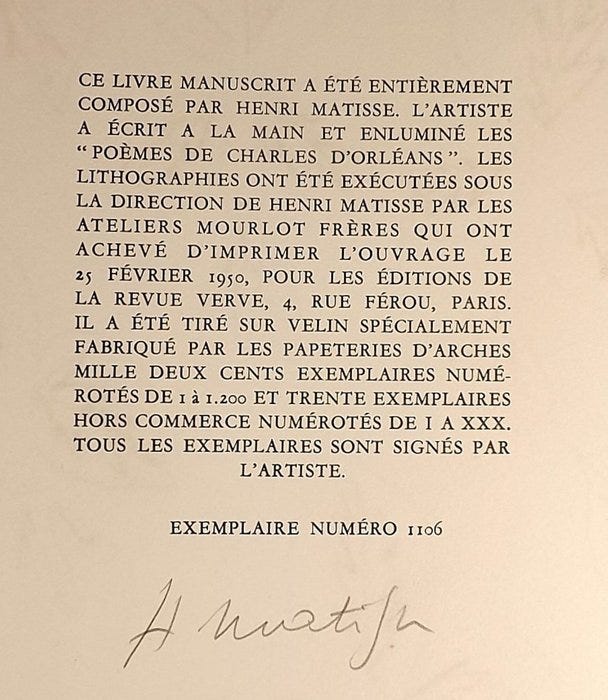 CE LIVRE MANUSCRIT A ÉTÉ ENTIÈREMENT
COMPOSÉ PAR HENRI MATISSE. L'ARTISTE
A ÉCRIT A LA MAIN ET ENLUMINÉ LES
“POÈMES DE CHARLES D'ORLÉANS”. LES
LITHOGRAPHIES ONT ÉTÉ EXÉCUTÉES SOUS
LA DIRECTION DE HENRI MATISSE PAR LES
ATELIERS MOURLOT FRÈRES QUI ONT
ACHEVÉ D'IMPRIMER L'OUVRAGE LE
25 FÉVRIER 1950, POUR LES ÉDITIONS DE
LA REVUE VERVE, 4, RUE FÉROU, PARIS.
IL A ÉTÉ TIRÉ SUR VELIN SPÉCIALEMENT
FABRIQUÉ PAR LES PAPETERIES D'ARCHES
MILLE DEUX CENTS EXEMPLAIRES NUMÉ-
ROTÉS DE 1 à 1.200 ET TRENTE EXEMPLAIRES
HORS COMMERCE NUMÉROTÉS DE I A XXX.
TOUS LES EXEMPLAIRES SONT SIGNÉS PAR
L'ARTISTE.
EXEMPLAIRE NUMÉRO 1106
H Matisse